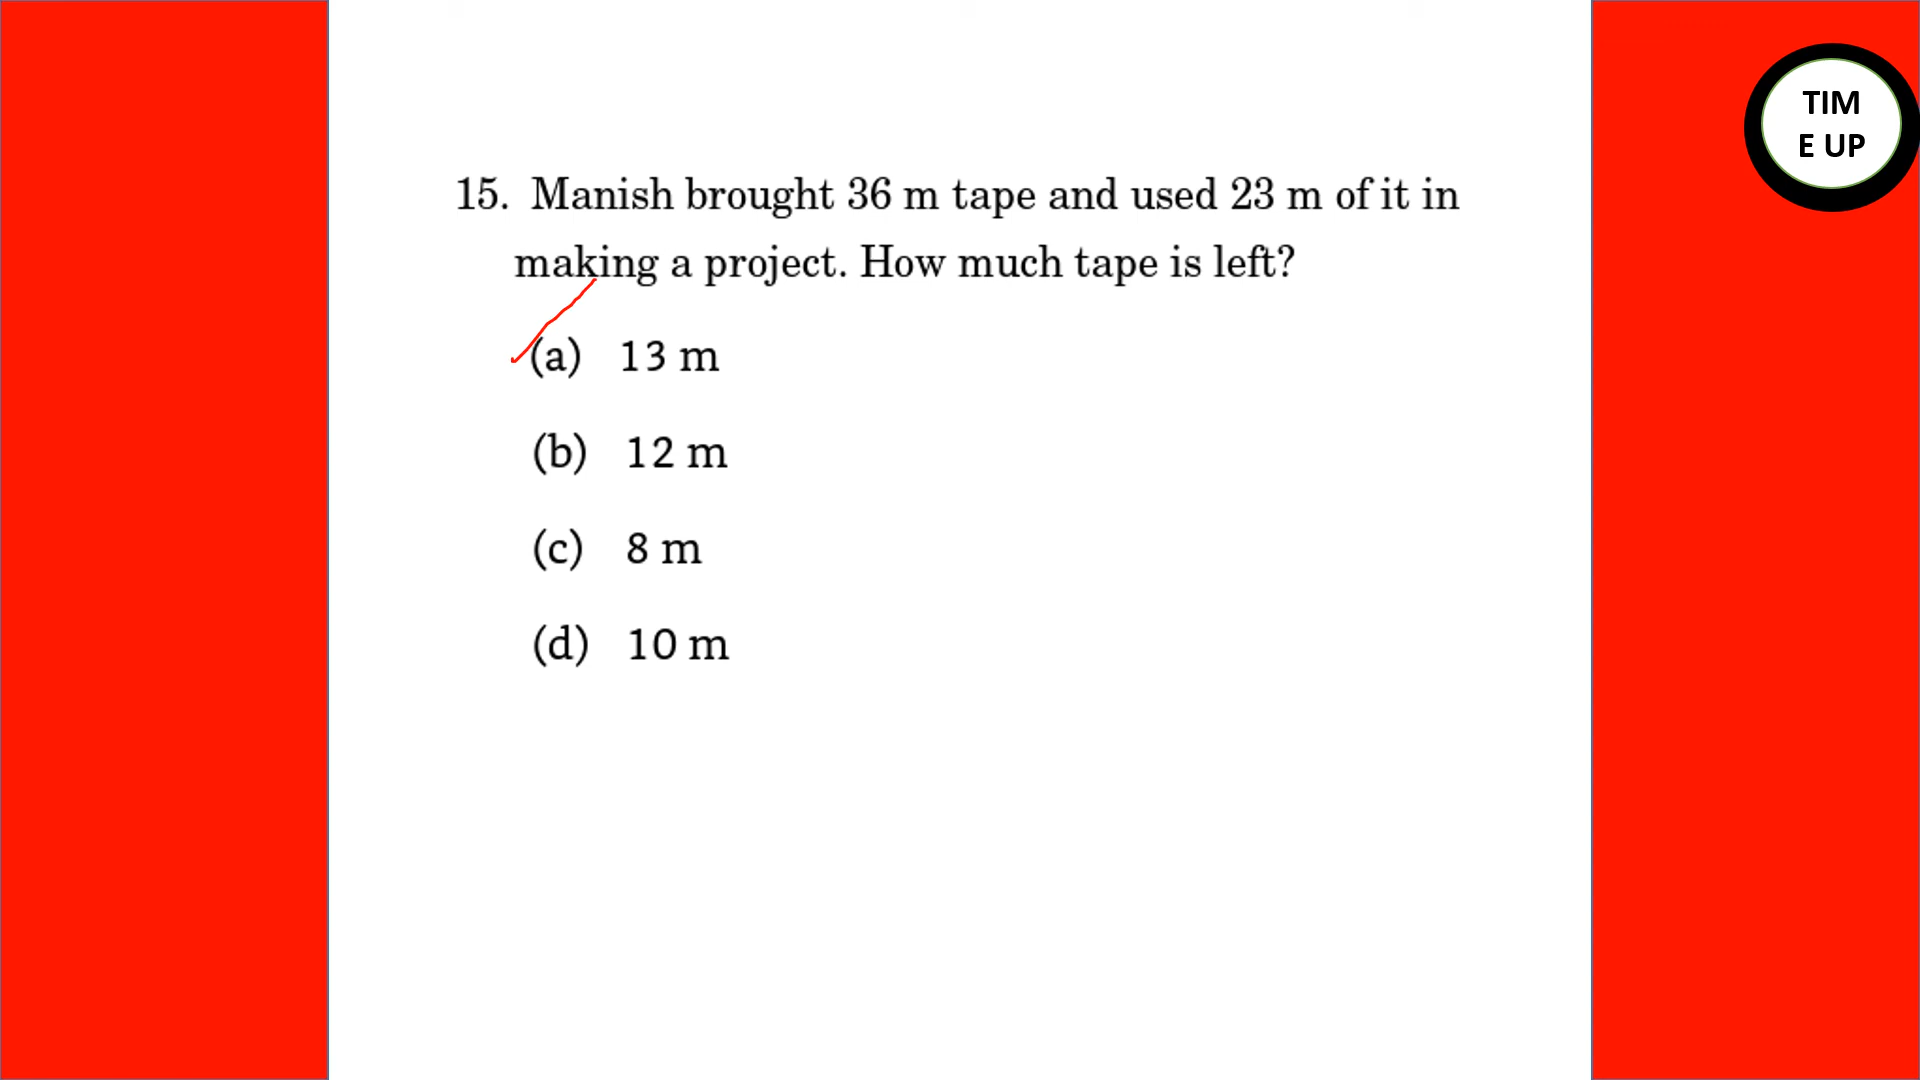 TIM
E UP
15. Manish brought 36 m tape and used 23 m of it in
making a project. How much tape is left?
(a) 13 m
(b) 12 m
(c) 8 m
(d) 10 m